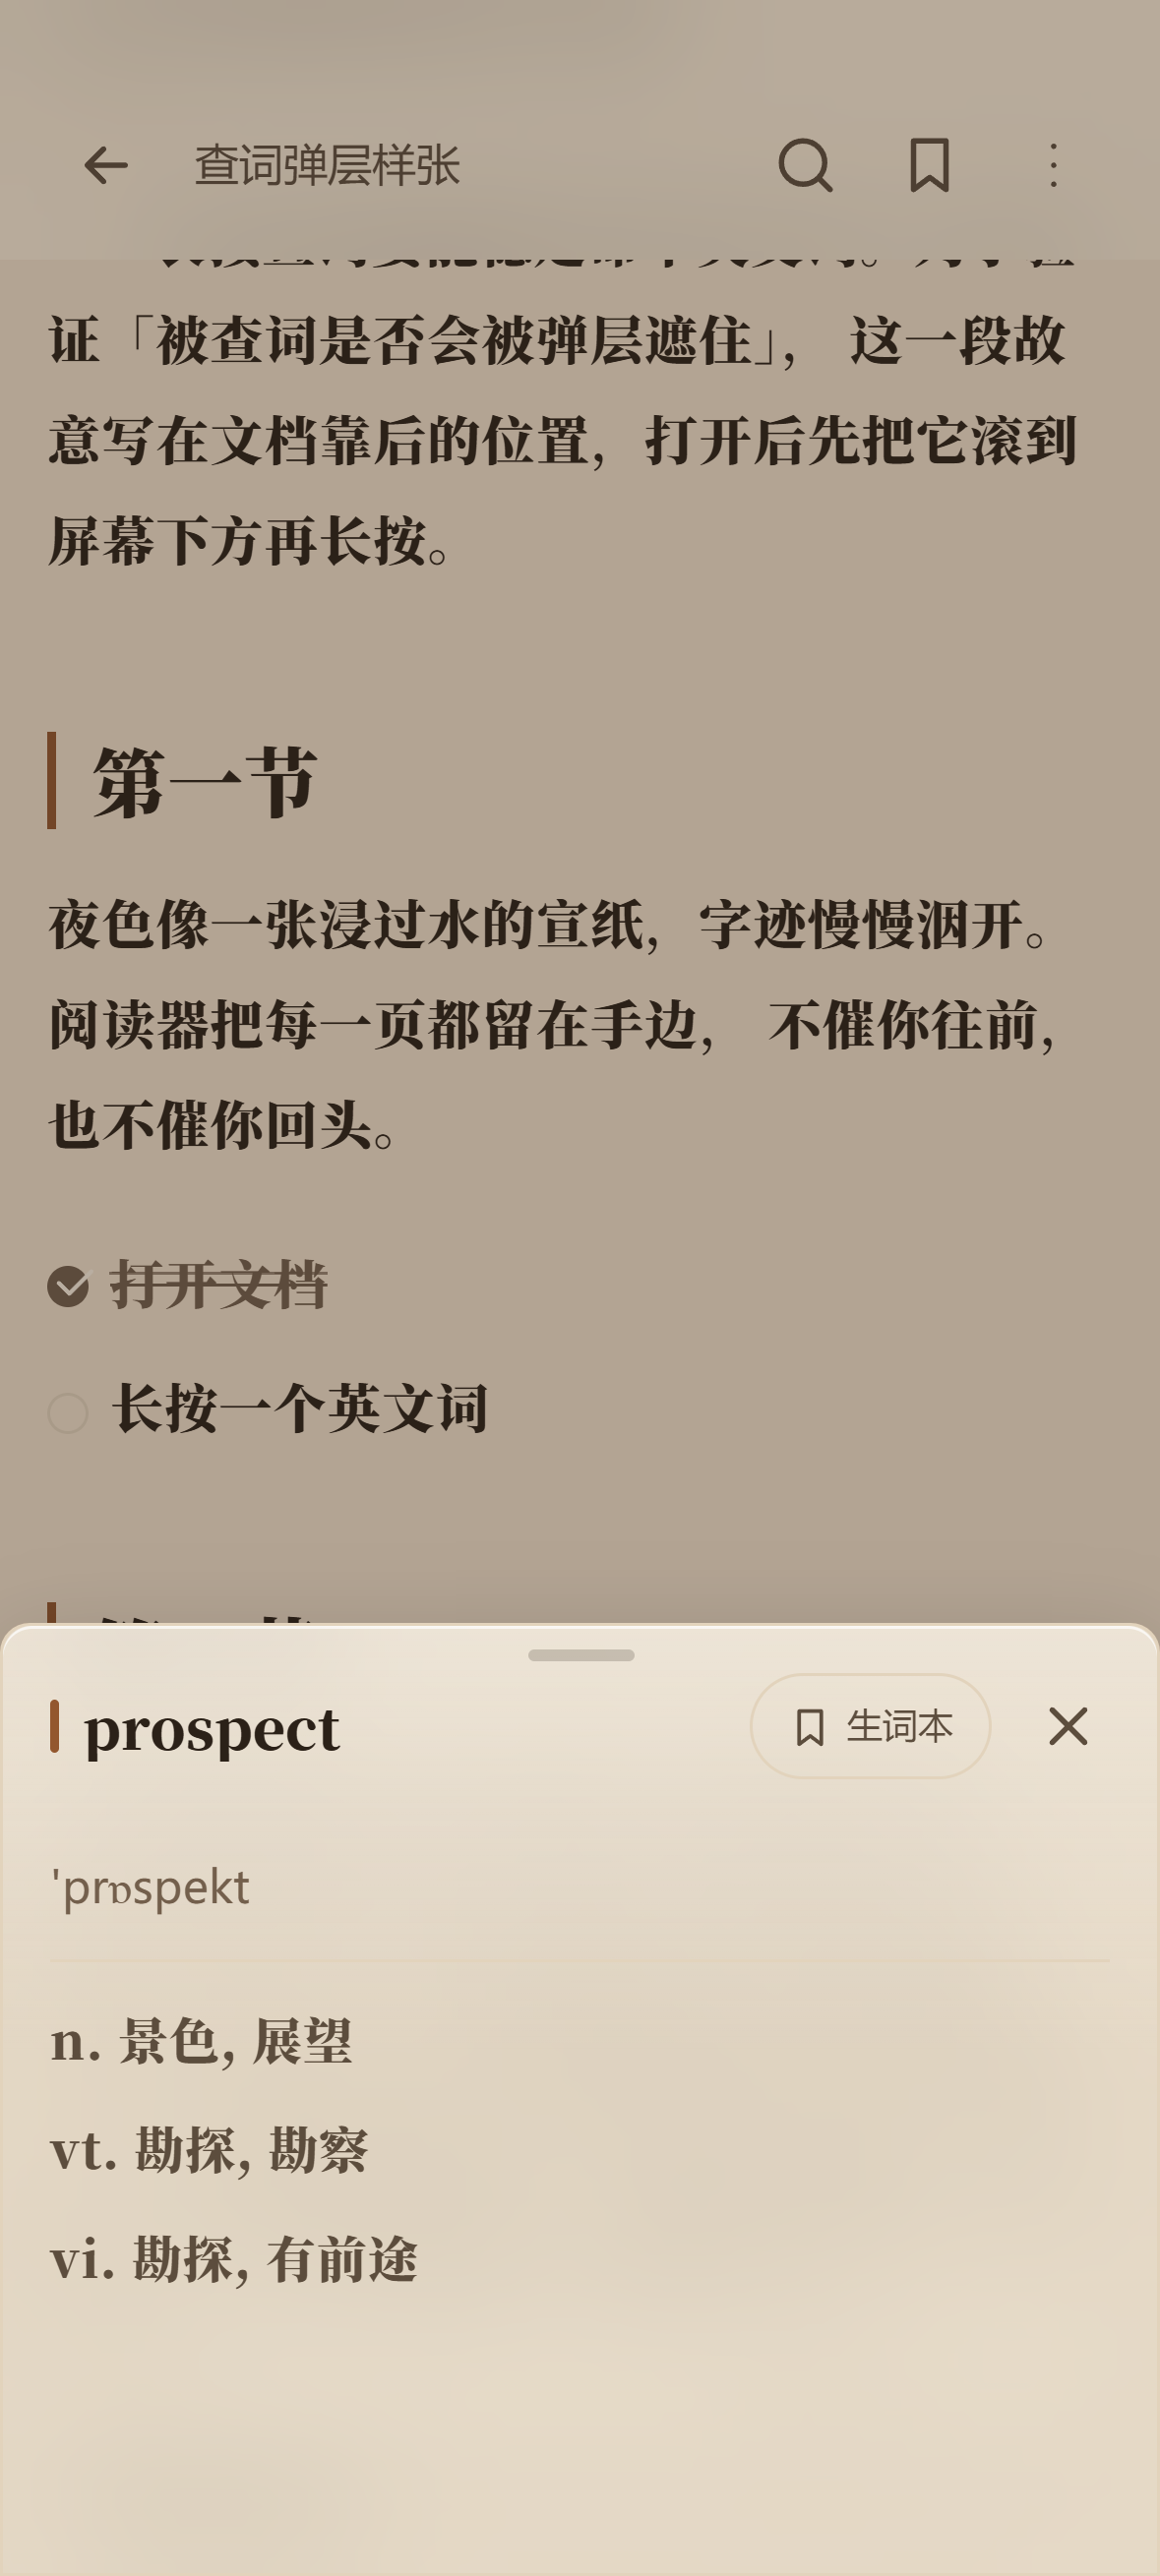 查词弹层样张
证「被查词是否会被弹层遮住」， 这一段故
意写在文档靠后的位置，打开后先把它滚到
屏幕下方再长按。
第一节
夜色像一张浸过水的宣纸，字迹慢慢洇开。
阅读器把每一页都留在手边， 不催你往前，
也不催你回头。
打开文档
长按一个英文词
prospect
生词本
ˈprɒspekt
n. 景色, 展望
vt. 勘探, 勘察
vi. 勘探, 有前途